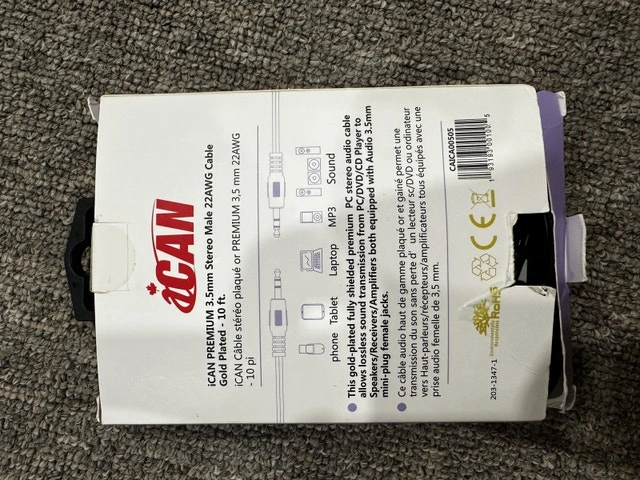 iCAN
iCAN PREMIUM 3.5mm Stereo Male 22AWG Cable
Gold Plated - 10 ft.
iCAN Câble stéréo plaqué or PREMIUM 3,5 mm 22AWG
- 10 pi
phone Tablet Laptop MP3 Sound
This gold-plated fully shielded premium PC stereo audio cable
allows lossless sound transmission from PC/DVD/CD Player to
Speakers/Receivers/Amplifiers both equipped with Audio 3.5mm
mini-plug female jacks.
Ce câble audio haut de gamme plaqué or et gainé permet une
transmission du son sans perte d' un lecteur sc/DVD ou ordinateur
vers Haut-parleurs/récepteurs/amplificateurs tous équipés avec une
prise audio femelle de 3,5 mm.
CAICA00505
CE
RoHS
203-1347-1